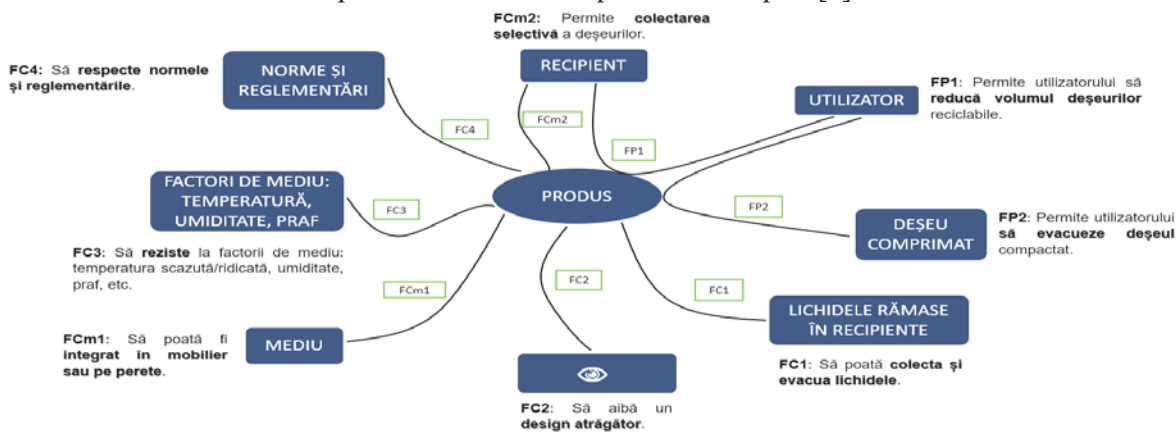 FCm2: Permite colectarea
selectivă a deșeurilor.
FC4: Să respecte normele
și reglementările.
NORME ȘI
REGLEMENTĂRI
RECIPIENT
UTILIZATOR
FP1: Permite utilizatorului să
reducă volumul deșeurilor
reciclabile.
FC4
FCm2
FP1
FACTORI DE MEDIU:
TEMPERATURĂ,
UMIDITATE, PRAF
FC3
PRODUS
FP2
DEȘEU
COMPRIMAT
FP2: Permite utilizatorului
să evacueze deșeul
compactat.
FC3: Să reziste la factorii de mediu:
temperatura scazută/ridicată, umiditate,
praf, etc.
FCm1
FC2
FC1
LICHIDELE RĂMASE
ÎN RECIPIENTE
FCm1: Să poată fi
integrat în mobilier
sau pe perete.
MEDIU
FC1: Să poată colecta și
evacua lichidele.
FC2: Să aibă un
design atrăgător.